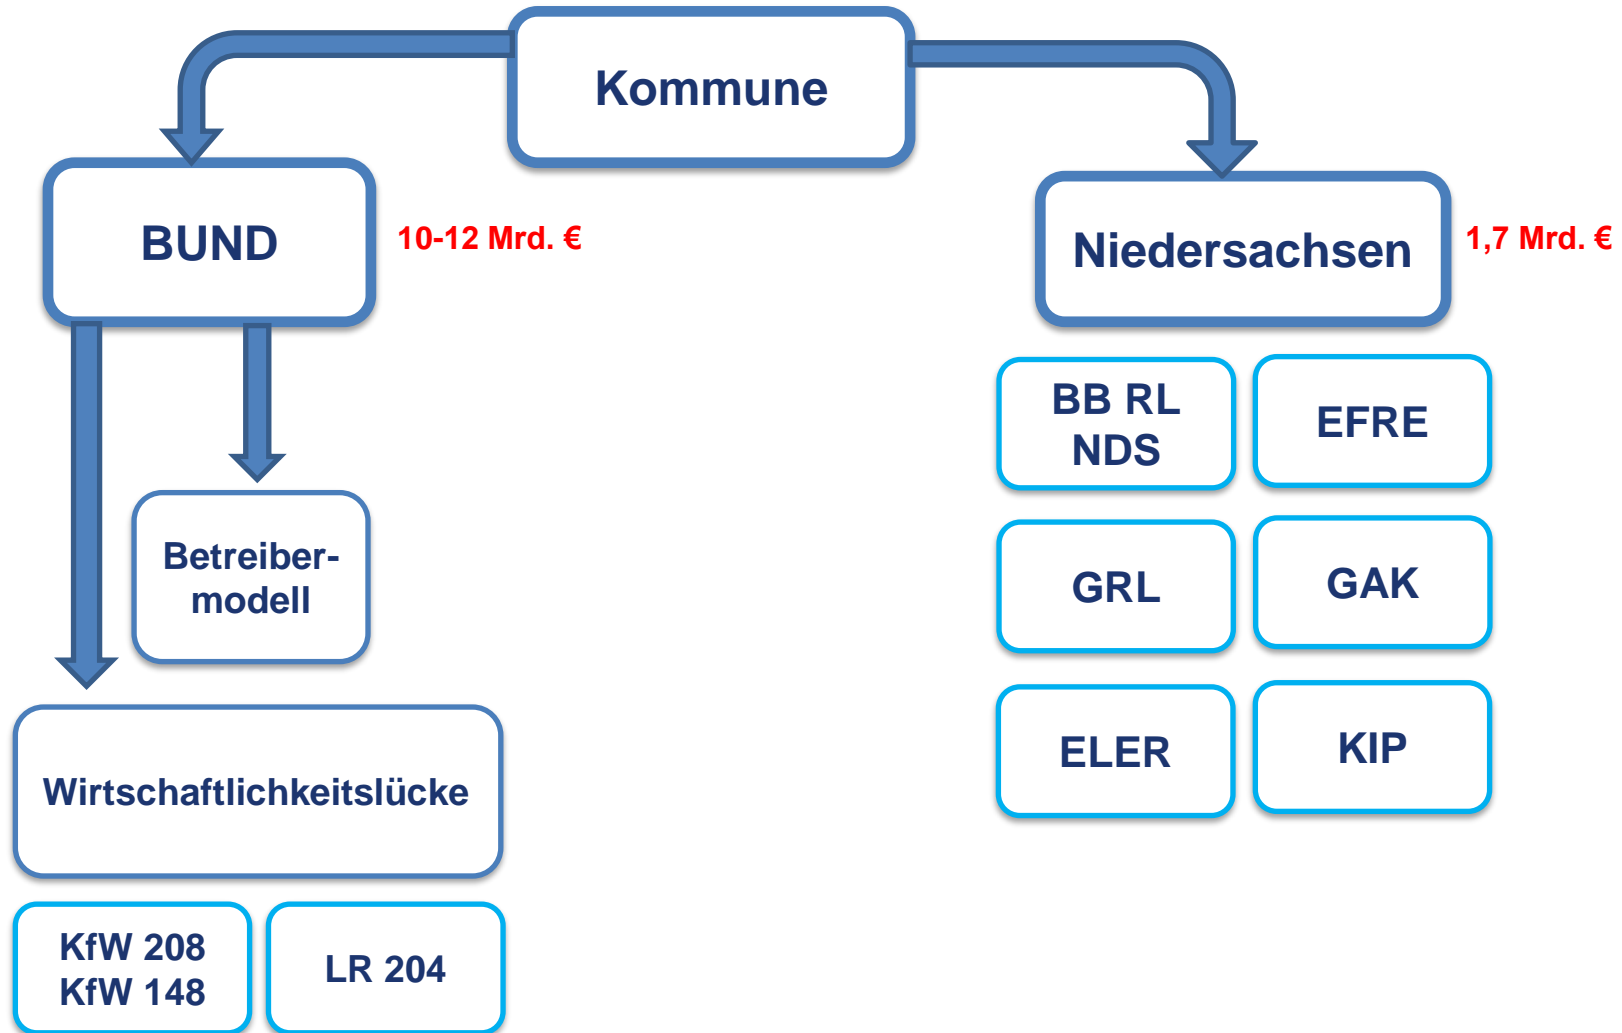 Kommune
BUND
10-12 Mrd. €
Niedersachsen
1,7 Mrd. €
BB RL
NDS
EFRE
GRL
GAK
ELER
KIP
Betreiber-
modell
Wirtschaftlichkeitslücke
KfW 208
KfW 148
LR 204